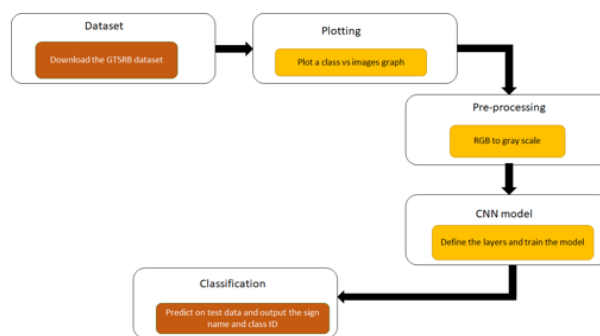 Dataset
Download the GTSRB dataset
Plotting
Plot a class vs images graph
Pre-processing
RGB to gray scale
CNN model
Define the layers and train the model
Classification
Predict on test data and output the sign
name and class ID